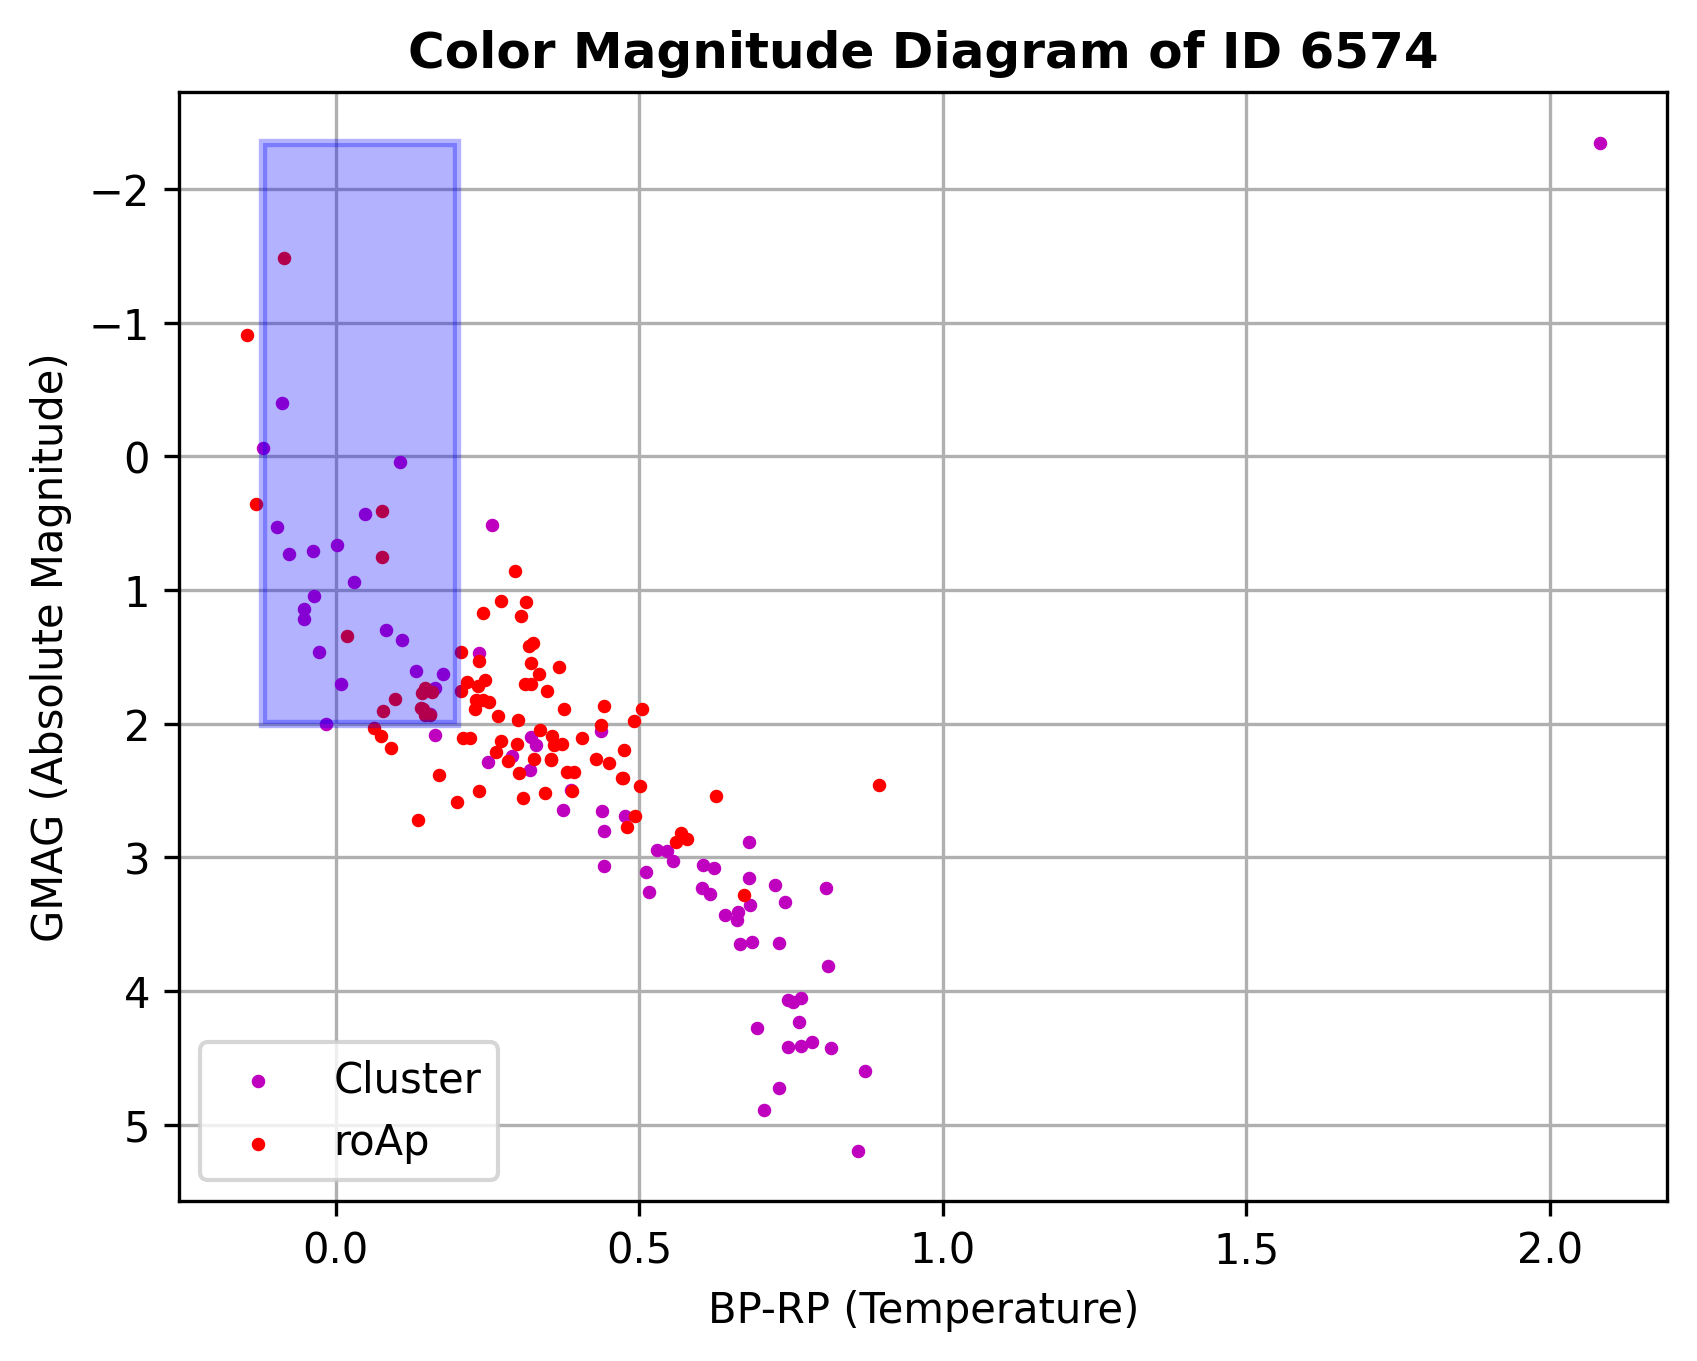 Color Magnitude Diagram of ID 6574
GMAG (Absolute Magnitude)
−2
−1
0
1
2
3
4
5
Cluster
roAp
0.0 0.5 1.0 1.5 2.0
BP-RP (Temperature)